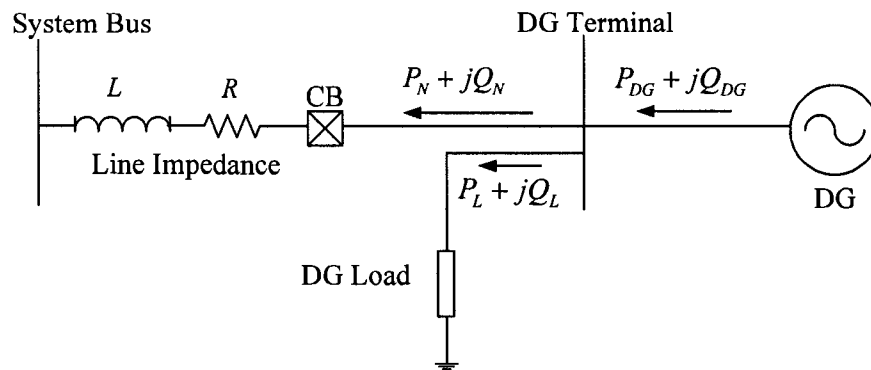 System Bus
DG Terminal
L
R
CB
P_N + jQ_N
P_DG + jQ_DG
Line Impedance
P_L + jQ_L
DG
DG Load